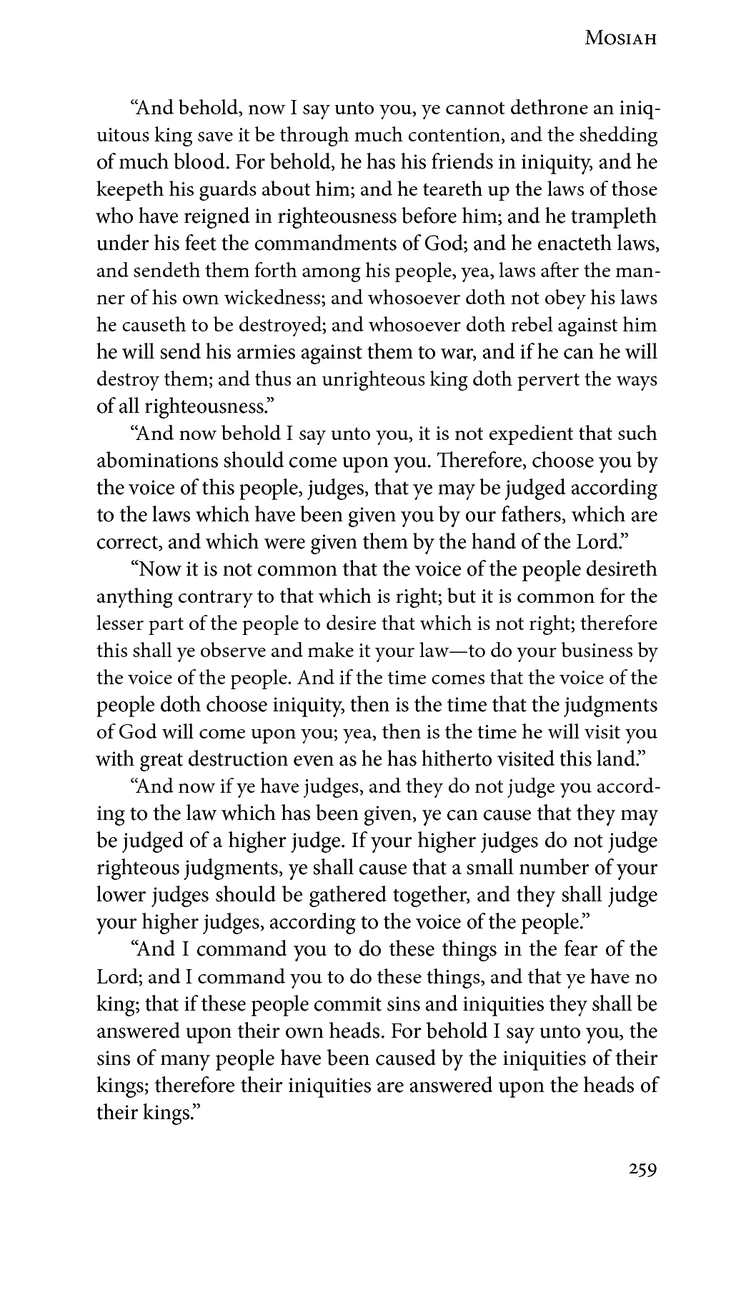 Mosiah
“And behold, now I say unto you, ye cannot dethrone an iniq-
uitous king save it be through much contention, and the shedding
of much blood. For behold, he has his friends in iniquity, and he
keepeth his guards about him; and he teareth up the laws of those
who have reigned in righteousness before him; and he trampleth
under his feet the commandments of God; and he enacteth laws,
and sendeth them forth among his people, yea, laws after the man-
ner of his own wickedness; and whosoever doth not obey his laws
he causeth to be destroyed; and whosoever doth rebel against him
he will send his armies against them to war, and if he can he will
destroy them; and thus an unrighteous king doth pervert the ways
of all righteousness.”
“And now behold I say unto you, it is not expedient that such
abominations should come upon you. Therefore, choose you by
the voice of this people, judges, that ye may be judged according
to the laws which have been given you by our fathers, which are
correct, and which were given them by the hand of the Lord.”
“Now it is not common that the voice of the people desireth
anything contrary to that which is right; but it is common for the
lesser part of the people to desire that which is not right; therefore
this shall ye observe and make it your law—to do your business by
the voice of the people. And if the time comes that the voice of the
people doth choose iniquity, then is the time that the judgments
of God will come upon you; yea, then is the time he will visit you
with great destruction even as he has hitherto visited this land.”
“And now if ye have judges, and they do not judge you accord-
ing to the law which has been given, ye can cause that they may
be judged of a higher judge. If your higher judges do not judge
righteous judgments, ye shall cause that a small number of your
lower judges should be gathered together, and they shall judge
your higher judges, according to the voice of the people.”
“And I command you to do these things in the fear of the
Lord; and I command you to do these things, and that ye have no
king; that if these people commit sins and iniquities they shall be
answered upon their own heads. For behold I say unto you, the
sins of many people have been caused by the iniquities of their
kings; therefore their iniquities are answered upon the heads of
their kings.”
259